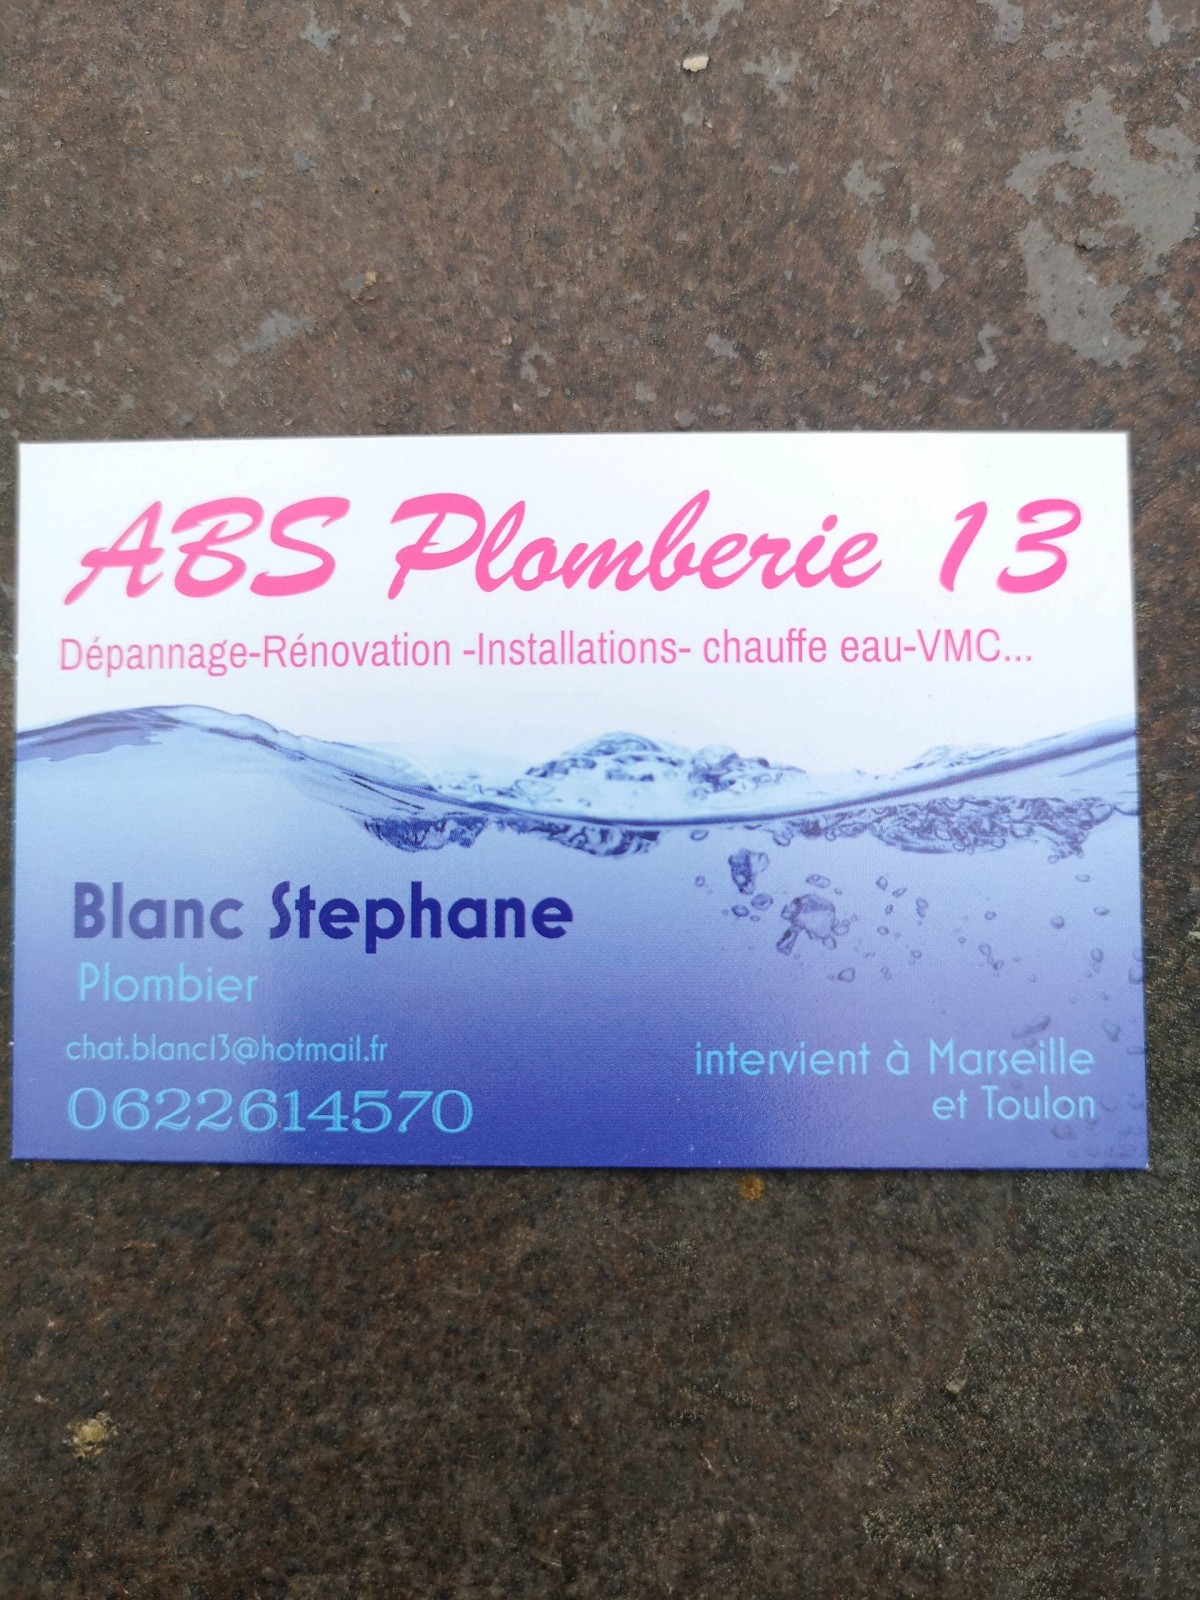 ABS Plomberie 13
Dépannage-Rénovation -Installations- chauffe eau-VMC...
Blanc Stephane
Plombier
chat.blanc13@hotmail.fr
0622614570
intervient à Marseille
et Toulon